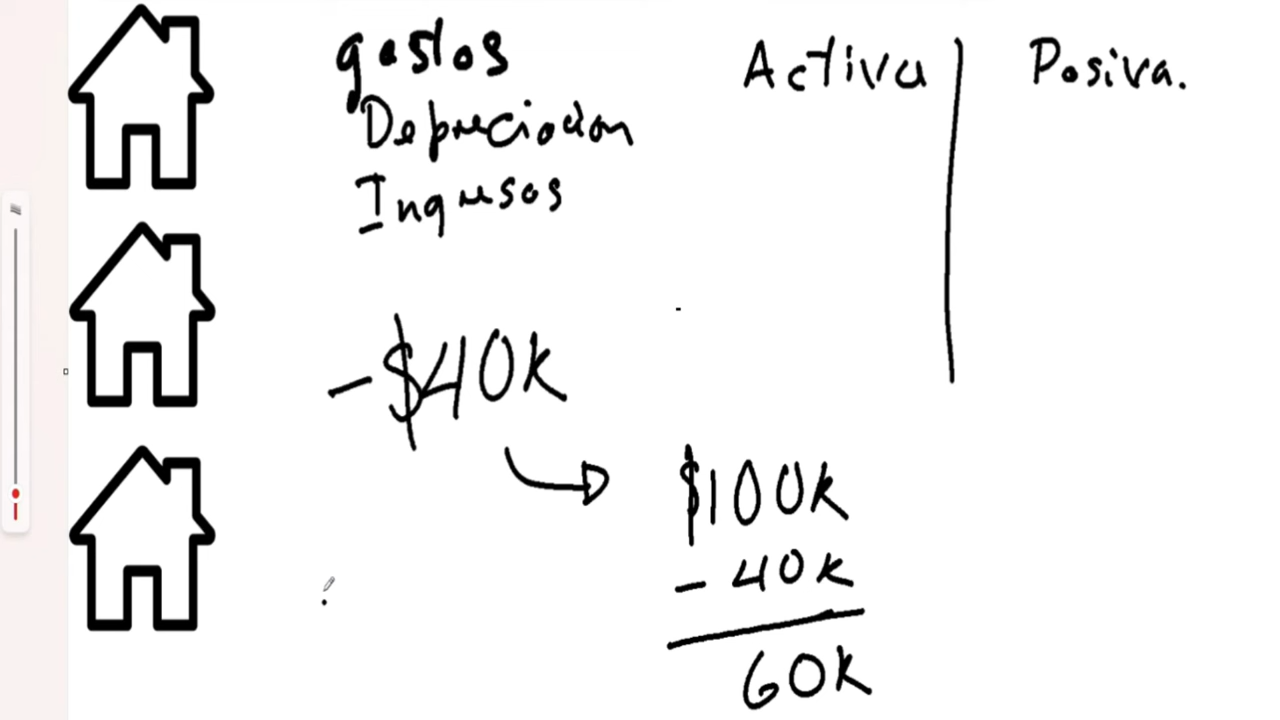 gastos
Depreciacion
Ingresos
Activa
Pasiva.
-$40k
$100k
- 40k
60k